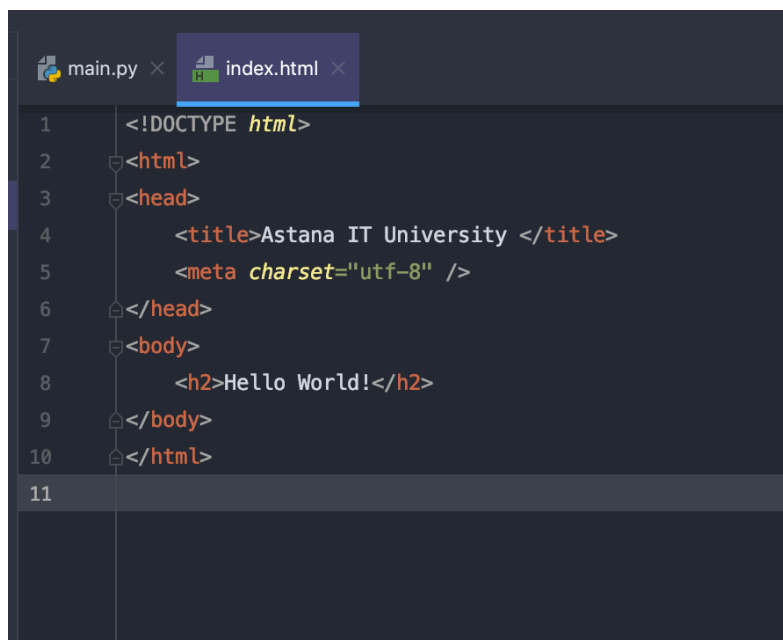 main.py index.html
1 <!DOCTYPE html>
2 <html>
3 <head>
4 <title>Astana IT University </title>
5 <meta charset="utf-8" />
6 </head>
7 <body>
8 <h2>Hello World!</h2>
9 </body>
10 </html>
11